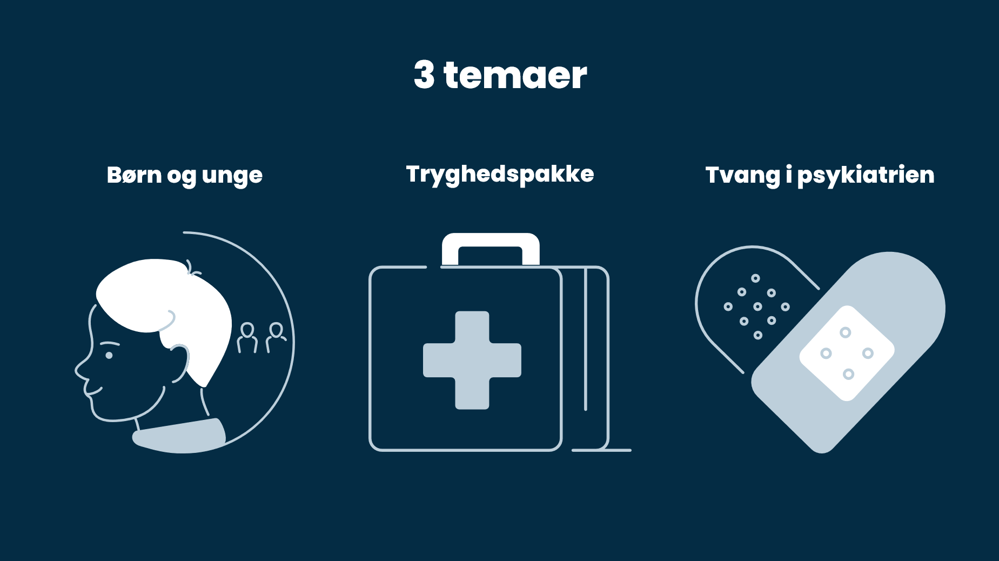 3 temaer
Børn og unge
Tryghedspakke
Tvang i psykiatrien